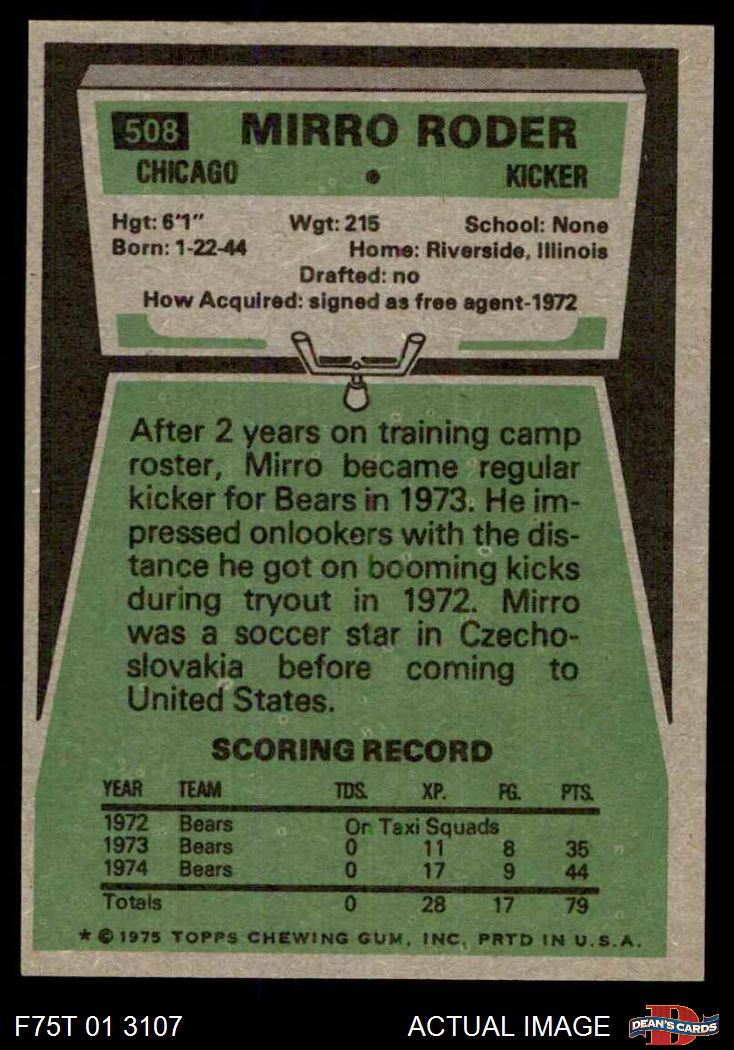 508 MIRRO RODER
CHICAGO • KICKER
Hgt: 6'1" Wgt: 215 School: None
Born: 1-22-44 Home: Riverside, Illinois
Drafted: no
How Acquired: signed as free agent-1972
After 2 years on training camp
roster, Mirro became regular
kicker for Bears in 1973. He im-
pressed onlookers with the dis-
tance he got on booming kicks
during tryout in 1972. Mirro
was a soccer star in Czecho-
slovakia before coming to
United States.
SCORING RECORD
YEAR TEAM TDS. XP. FG. PTS.
1972 Bears On Taxi Squads
1973 Bears 0 11 8 35
1974 Bears 0 17 9 44
Totals 0 28 17 79
* © 1975 TOPPS CHEWING GUM, INC. PRTD IN U.S.A.
F75T 01 3107 ACTUAL IMAGE D DEAN'S CARDS